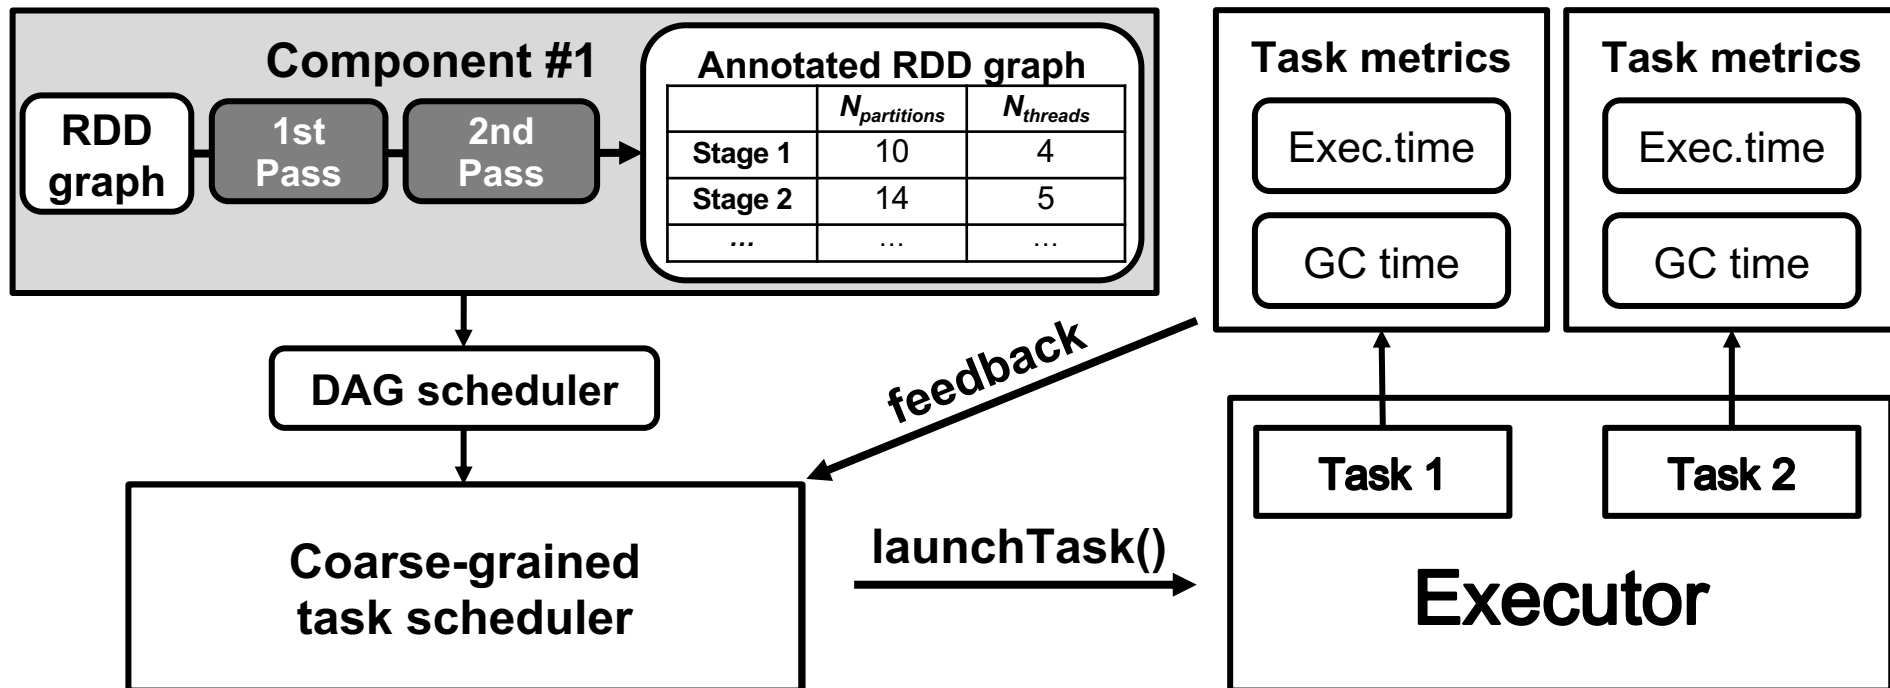 Component #1
RDD
graph
1st
Pass
2nd
Pass
Annotated RDD graph
N_partitions N_threads
Stage 1 10 4
Stage 2 14 5
... ... ...
Task metrics
Exec.time
GC time
Task metrics
Exec.time
GC time
DAG scheduler
feedback
Coarse-grained
task scheduler
launchTask()
Task 1
Task 2
Executor